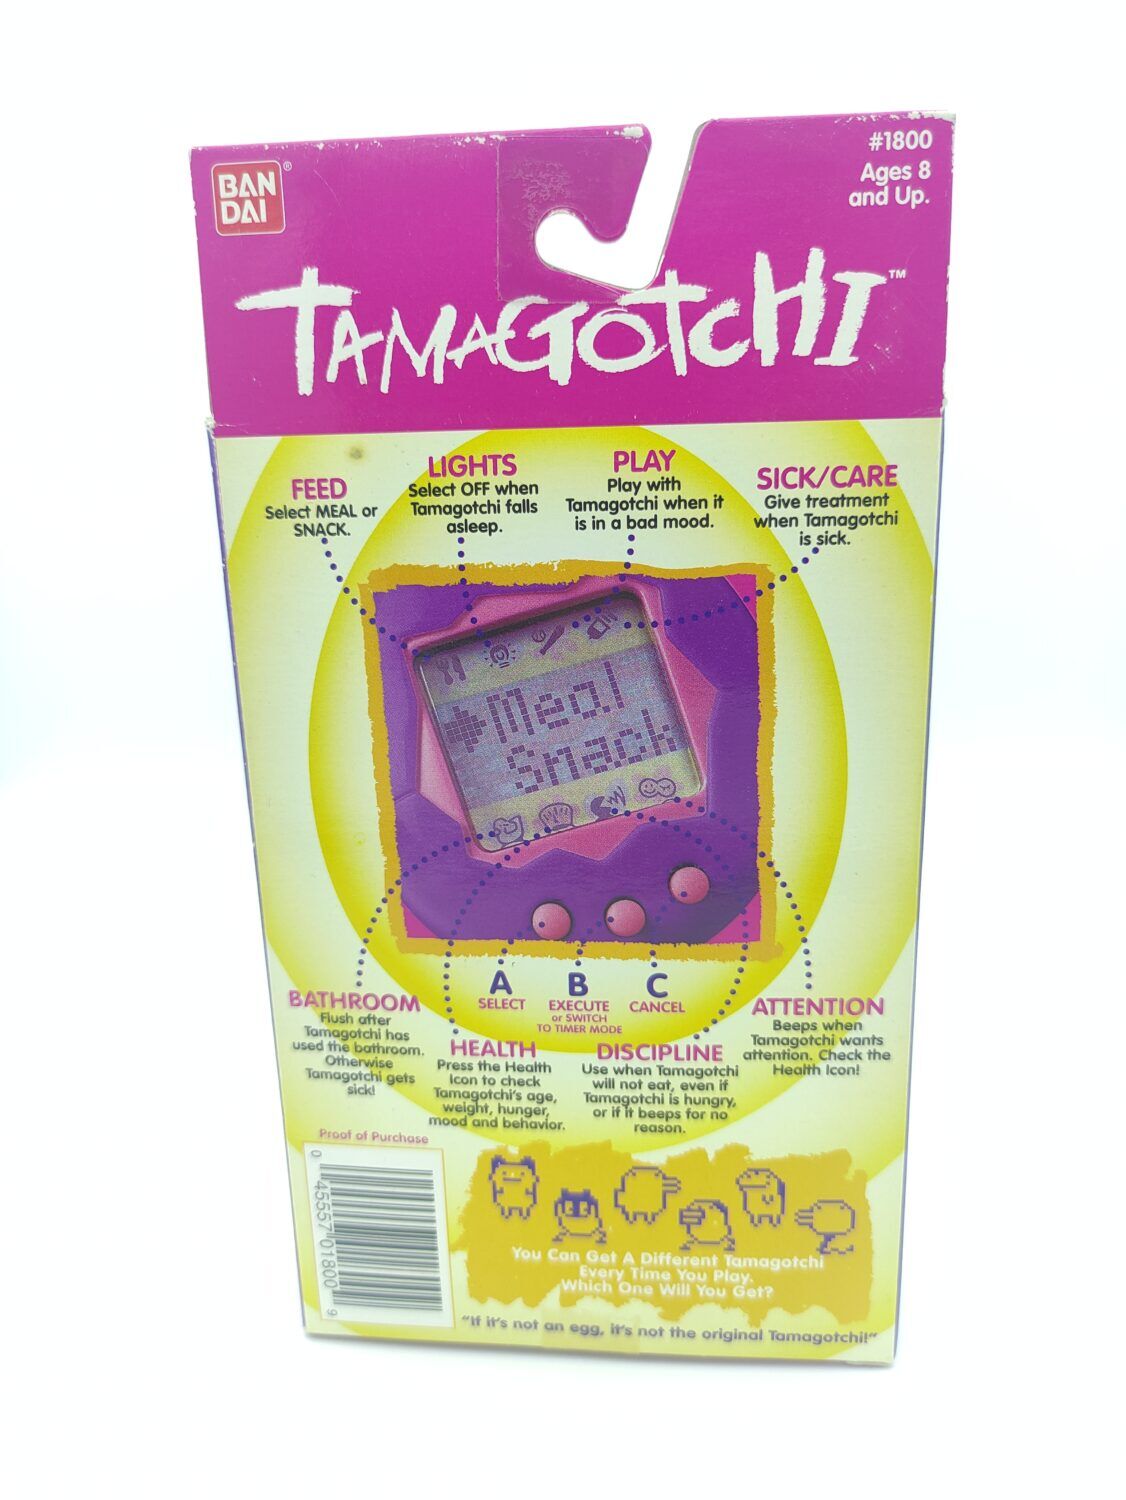 BAN
DAI
®
#1800
Ages 8
and Up.
TAMAGOTCHI™
FEED
Select MEAL or
SNACK.
LIGHTS
Select OFF when
Tamagotchi falls
asleep.
PLAY
Play with
Tamagotchi when it
is in a bad mood.
SICK/CARE
Give treatment
when Tamagotchi
is sick.
Meal
Snack
A
SELECT
B
EXECUTE
or SWITCH
TO TIMER MODE
C
CANCEL
BATHROOM
Flush after
Tamagotchi has
used the bathroom.
Otherwise
Tamagotchi gets
sick!
HEALTH
Press the Health
Icon to check
Tamagotchi's age,
weight, hunger,
mood and behavior.
DISCIPLINE
Use when Tamagotchi
will not eat, even if
Tamagotchi is hungry,
or if it beeps for no
reason.
ATTENTION
Beeps when
Tamagotchi wants
attention. Check the
Health Icon!
Proof of Purchase
0 45557 01800 9
You Can Get A Different Tamagotchi
Every Time You Play.
Which One Will You Get?
"If it's not an egg, it's not the original Tamagotchi!"